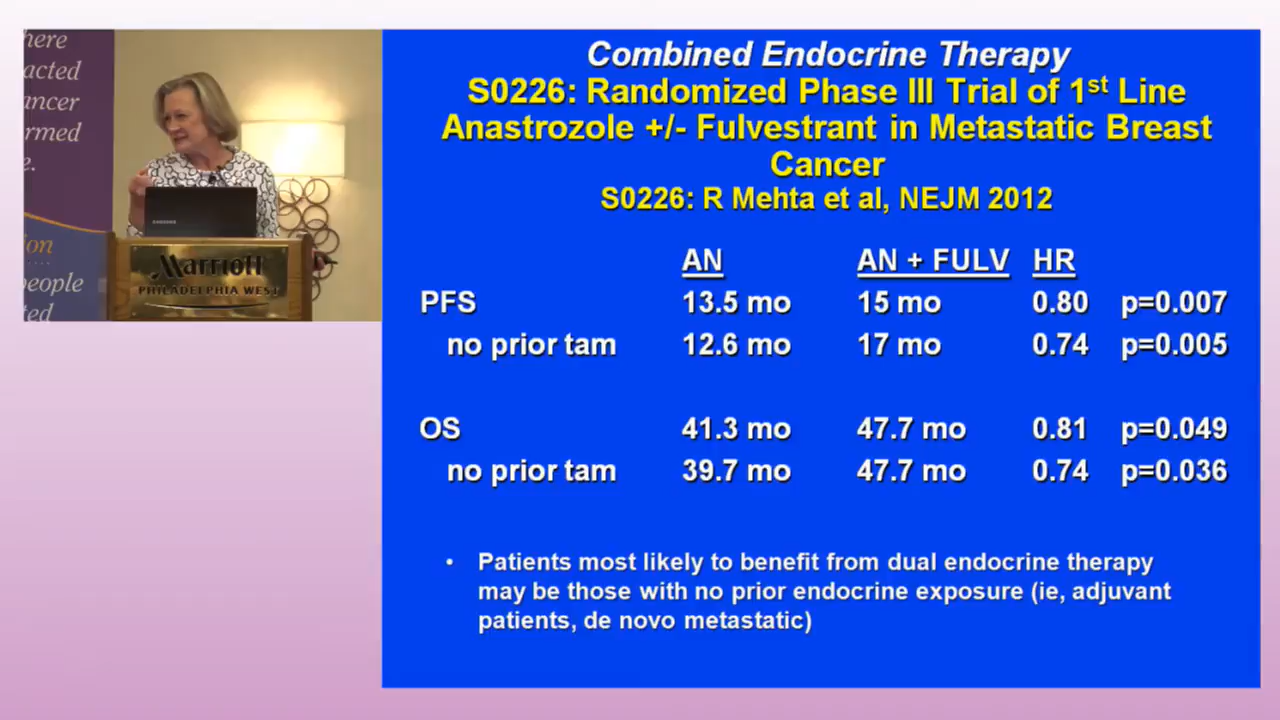 here
acted
ancer
ormed
e.
ion
people
ted
SAMSUNG
Marriott
PHILADELPHIA WEST
Combined Endocrine Therapy
S0226: Randomized Phase III Trial of 1st Line
Anastrozole +/- Fulvestrant in Metastatic Breast
Cancer
S0226: R Mehta et al, NEJM 2012
AN AN + FULV HR
PFS 13.5 mo 15 mo 0.80 p=0.007
no prior tam 12.6 mo 17 mo 0.74 p=0.005
OS 41.3 mo 47.7 mo 0.81 p=0.049
no prior tam 39.7 mo 47.7 mo 0.74 p=0.036
• Patients most likely to benefit from dual endocrine therapy
may be those with no prior endocrine exposure (ie, adjuvant
patients, de novo metastatic)